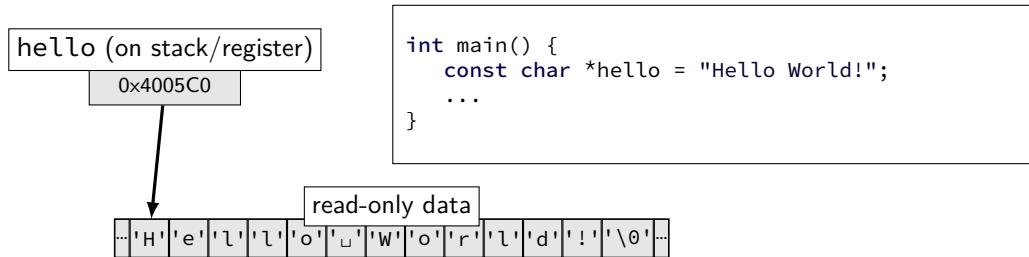 hello (on stack/register)
0x4005C0
int main() {
const char *hello = "Hello World!";
...
}
read-only data
…'H' 'e' 'l' 'l' 'o' '␣' 'W' 'o' 'r' 'l' 'd' '!' '\0'…